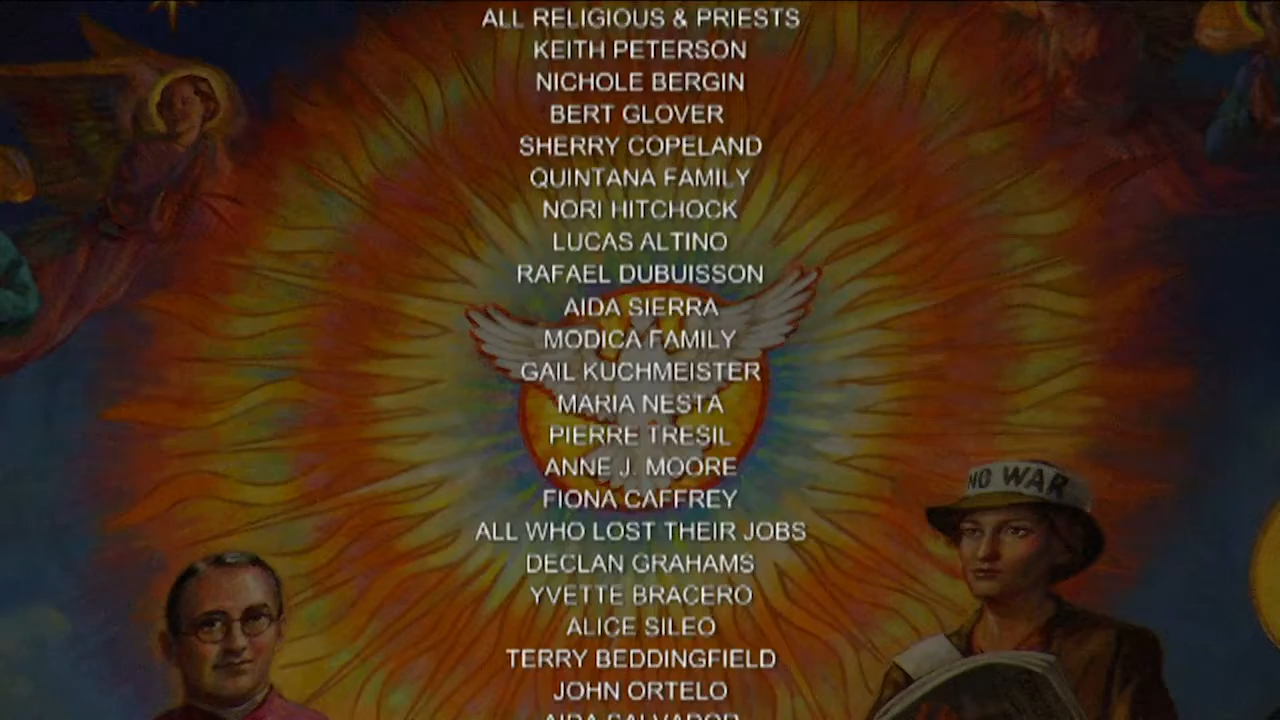 ALL RELIGIOUS & PRIESTS
KEITH PETERSON
NICHOLE BERGIN
BERT GLOVER
SHERRY COPELAND
QUINTANA FAMILY
NORI HITCHOCK
LUCAS ALTINO
RAFAEL DUBUISSON
AIDA SIERRA
MODICA FAMILY
GAIL KUCHMEISTER
MARIA NESTA
PIERRE TRESIL
ANNE J. MOORE
FIONA CAFFREY
NO WAR
ALL WHO LOST THEIR JOBS
DECLAN GRAHAMS
YVETTE BRACERO
ALICE SILEO
TERRY BEDDINGFIELD
JOHN ORTELO
AIDA SALVADOR